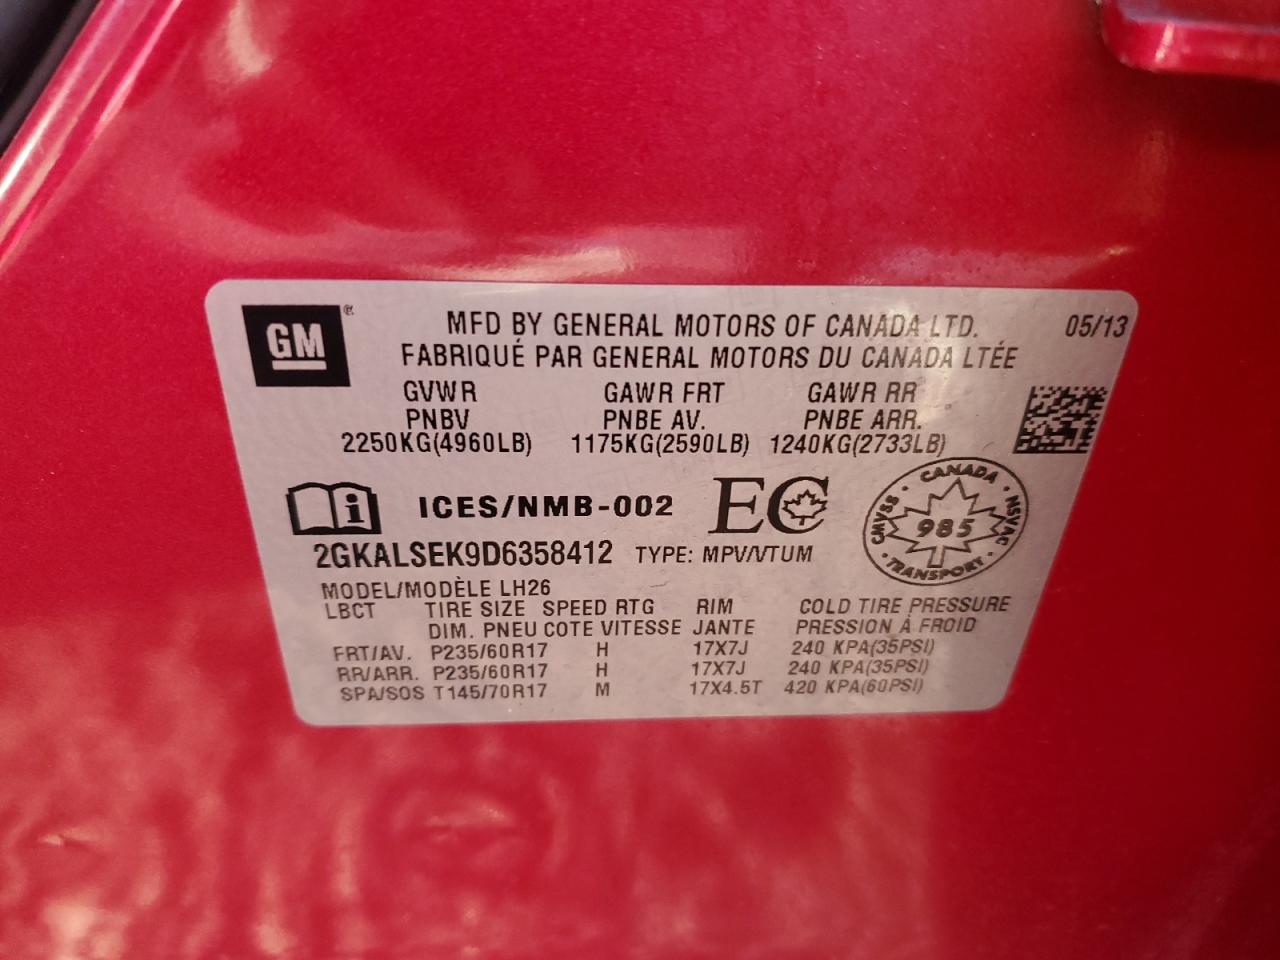 GM®
MFD BY GENERAL MOTORS OF CANADA LTD. 05/13
FABRIQUÉ PAR GENERAL MOTORS DU CANADA LTÉE
GVWR GAWR FRT GAWR RR
PNBV PNBE AV. PNBE ARR.
2250KG(4960LB) 1175KG(2590LB) 1240KG(2733LB)
i ICES/NMB-002 EC
CANADA
CMVSS 985 NSVAC
TRANSPORT
2GKALSEK9D6358412 TYPE: MPV/VTUM
MODEL/MODÈLE LH26
LBCT TIRE SIZE SPEED RTG RIM COLD TIRE PRESSURE
DIM. PNEU COTE VITESSE JANTE PRESSION À FROID
FRT/AV. P235/60R17 H 17X7J 240 KPA(35PSI)
RR/ARR. P235/60R17 H 17X7J 240 KPA(35PSI)
SPA/SOS T145/70R17 M 17X4.5T 420 KPA(60PSI)